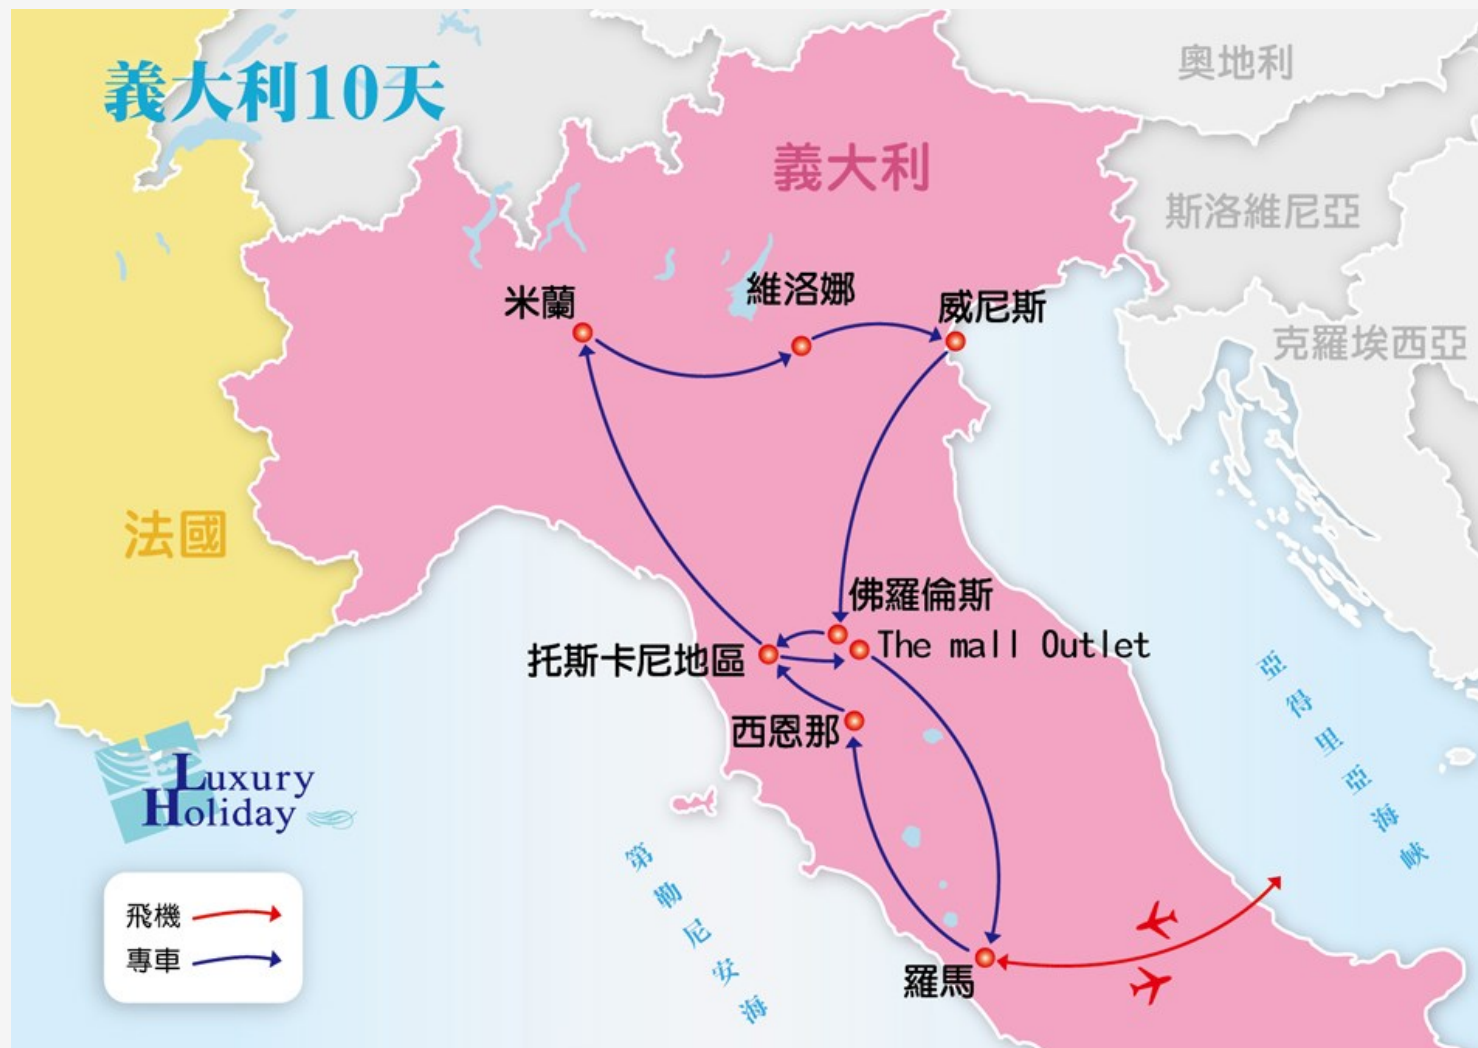 義大利10天
奧地利
義大利
斯洛維尼亞
米蘭
維洛娜
威尼斯
克羅埃西亞
法國
佛羅倫斯
The mall Outlet
托斯卡尼地區
西恩那
亞得里亞海峽
Luxury
Holiday
第勒尼安海
飛機
專車
羅馬